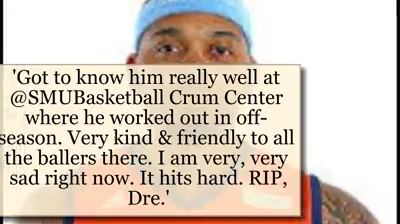 'Got to know him really well at
@SMUBasketball Crum Center
where he worked out in off-
season. Very kind & friendly to all
the ballers there. I am very, very
sad right now. It hits hard. RIP,
Dre.'